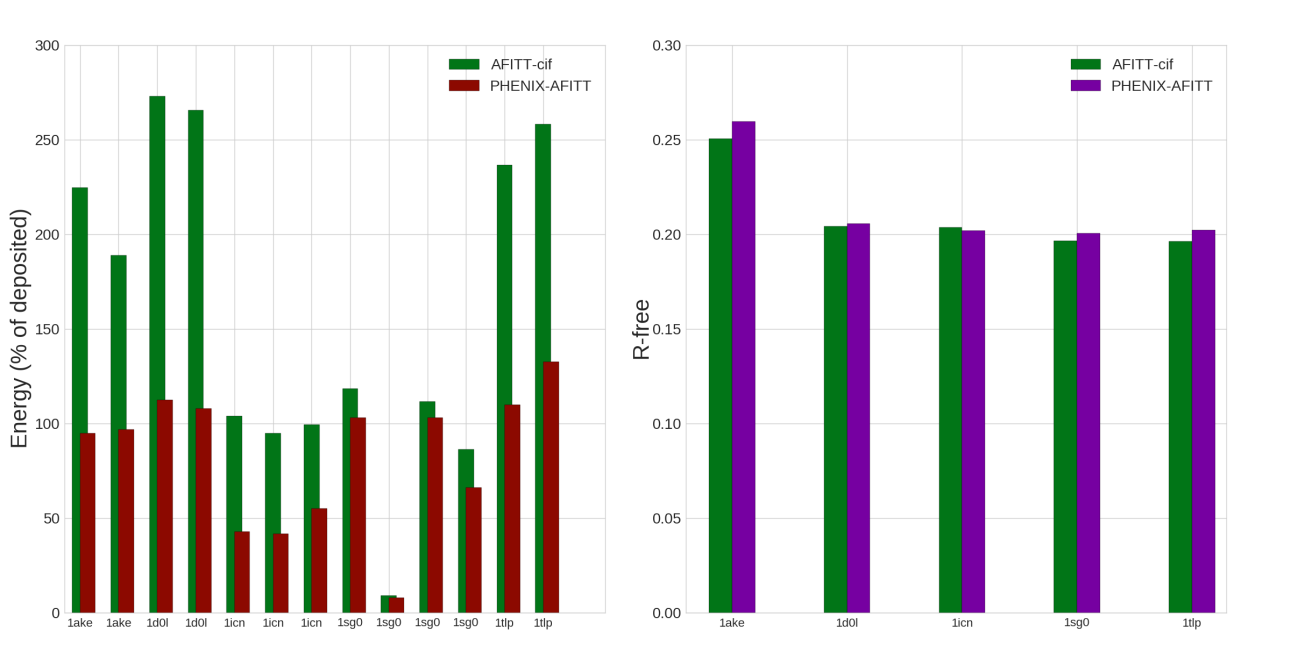 300
250
200
150
100
50
0
Energy (% of deposited)
AFITT-cif
PHENIX-AFITT
1ake 1ake 1d0l 1d0l 1icn 1icn 1icn 1sg0 1sg0 1sg0 1sg0 1tlp 1tlp
0.30
0.25
0.20
0.15
0.10
0.05
0.00
R-free
AFITT-cif
PHENIX-AFITT
1ake 1d0l 1icn 1sg0 1tlp